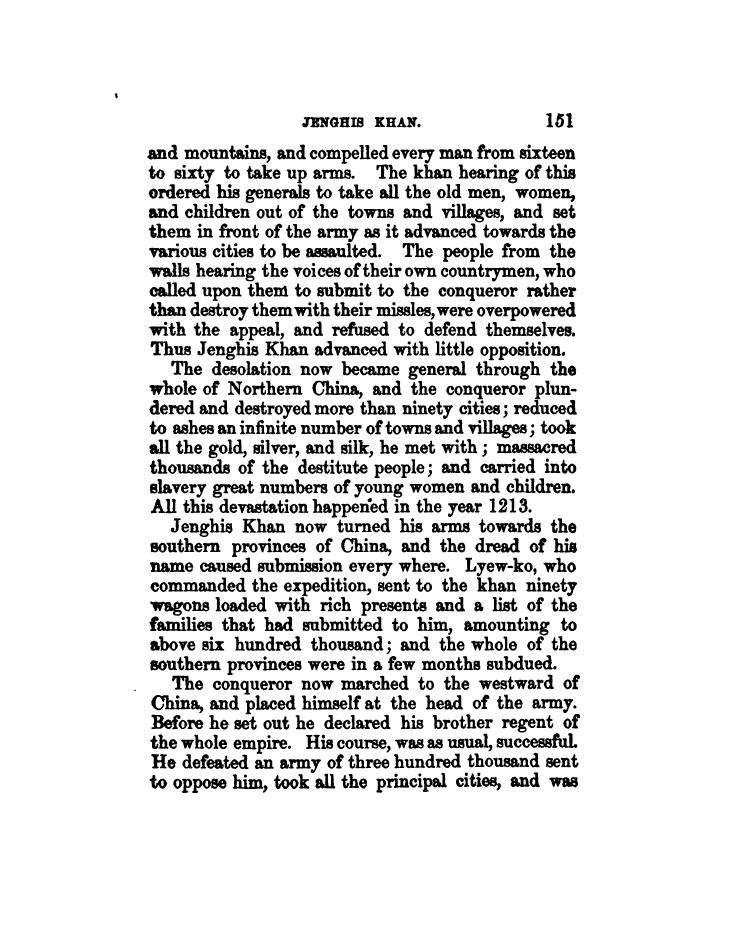 JENGHIS KHAN. 151
and mountains, and compelled every man from sixteen
to sixty to take up arms. The khan hearing of this
ordered his generals to take all the old men, women,
and children out of the towns and villages, and set
them in front of the army as it advanced towards the
various cities to be assaulted. The people from the
walls hearing the voices of their own countrymen, who
called upon them to submit to the conqueror rather
than destroy them with their missles, were overpowered
with the appeal, and refused to defend themselves.
Thus Jenghis Khan advanced with little opposition.
The desolation now became general through the
whole of Northern China, and the conqueror plun-
dered and destroyed more than ninety cities; reduced
to ashes an infinite number of towns and villages; took
all the gold, silver, and silk, he met with; massacred
thousands of the destitute people; and carried into
slavery great numbers of young women and children.
All this devastation happened in the year 1213.
Jenghis Khan now turned his arms towards the
southern provinces of China, and the dread of his
name caused submission every where. Lyew-ko, who
commanded the expedition, sent to the khan ninety
wagons loaded with rich presents and a list of the
families that had submitted to him, amounting to
above six hundred thousand; and the whole of the
southern provinces were in a few months subdued.
The conqueror now marched to the westward of
China, and placed himself at the head of the army.
Before he set out he declared his brother regent of
the whole empire. His course, was as usual, successful.
He defeated an army of three hundred thousand sent
to oppose him, took all the principal cities, and was